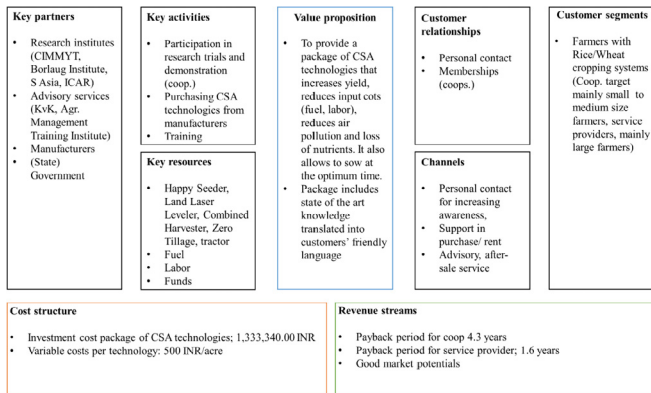 Key partners
• Research institutes
(CIMMYT,
Borlaug Institute,
S Asia, ICAR)
• Advisory services
(KvK, Agr.
Management
Training Institute)
• Manufacturers
• (State)
Government
Key activities
• Participation in
research trials and
demonstration
(coop.)
• Purchasing CSA
technologies from
manufacturers
• Training
Key resources
• Happy Seeder,
Land Laser
Leveler, Combined
Harvester, Zero
Tillage, tractor
• Fuel
• Labor
• Funds
Value proposition
• To provide a
package of CSA
technologies that
increases yield,
reduces input cots
(fuel, labor),
reduces air
pollution and loss
of nutrients. It also
allows to sow at
the optimum time.
• Package includes
state of the art
knowledge
translated into
customers' friendly
language
Customer
relationships
• Personal contact
• Memberships
(coops.)
Channels
• Personal contact
for increasing
awareness,
• Support in
purchase/ rent
• Advisory, after-
sale service
Customer segments
• Farmers with
Rice/Wheat
cropping systems
(Coop. target
mainly small to
medium size
farmers, service
providers, mainly
large farmers)
Cost structure
• Investment cost package of CSA technologies; 1,333,340.00 INR
• Variable costs per technology: 500 INR/acre
Revenue streams
• Payback period for coop 4.3 years
• Payback period for service provider; 1.6 years
• Good market potentials